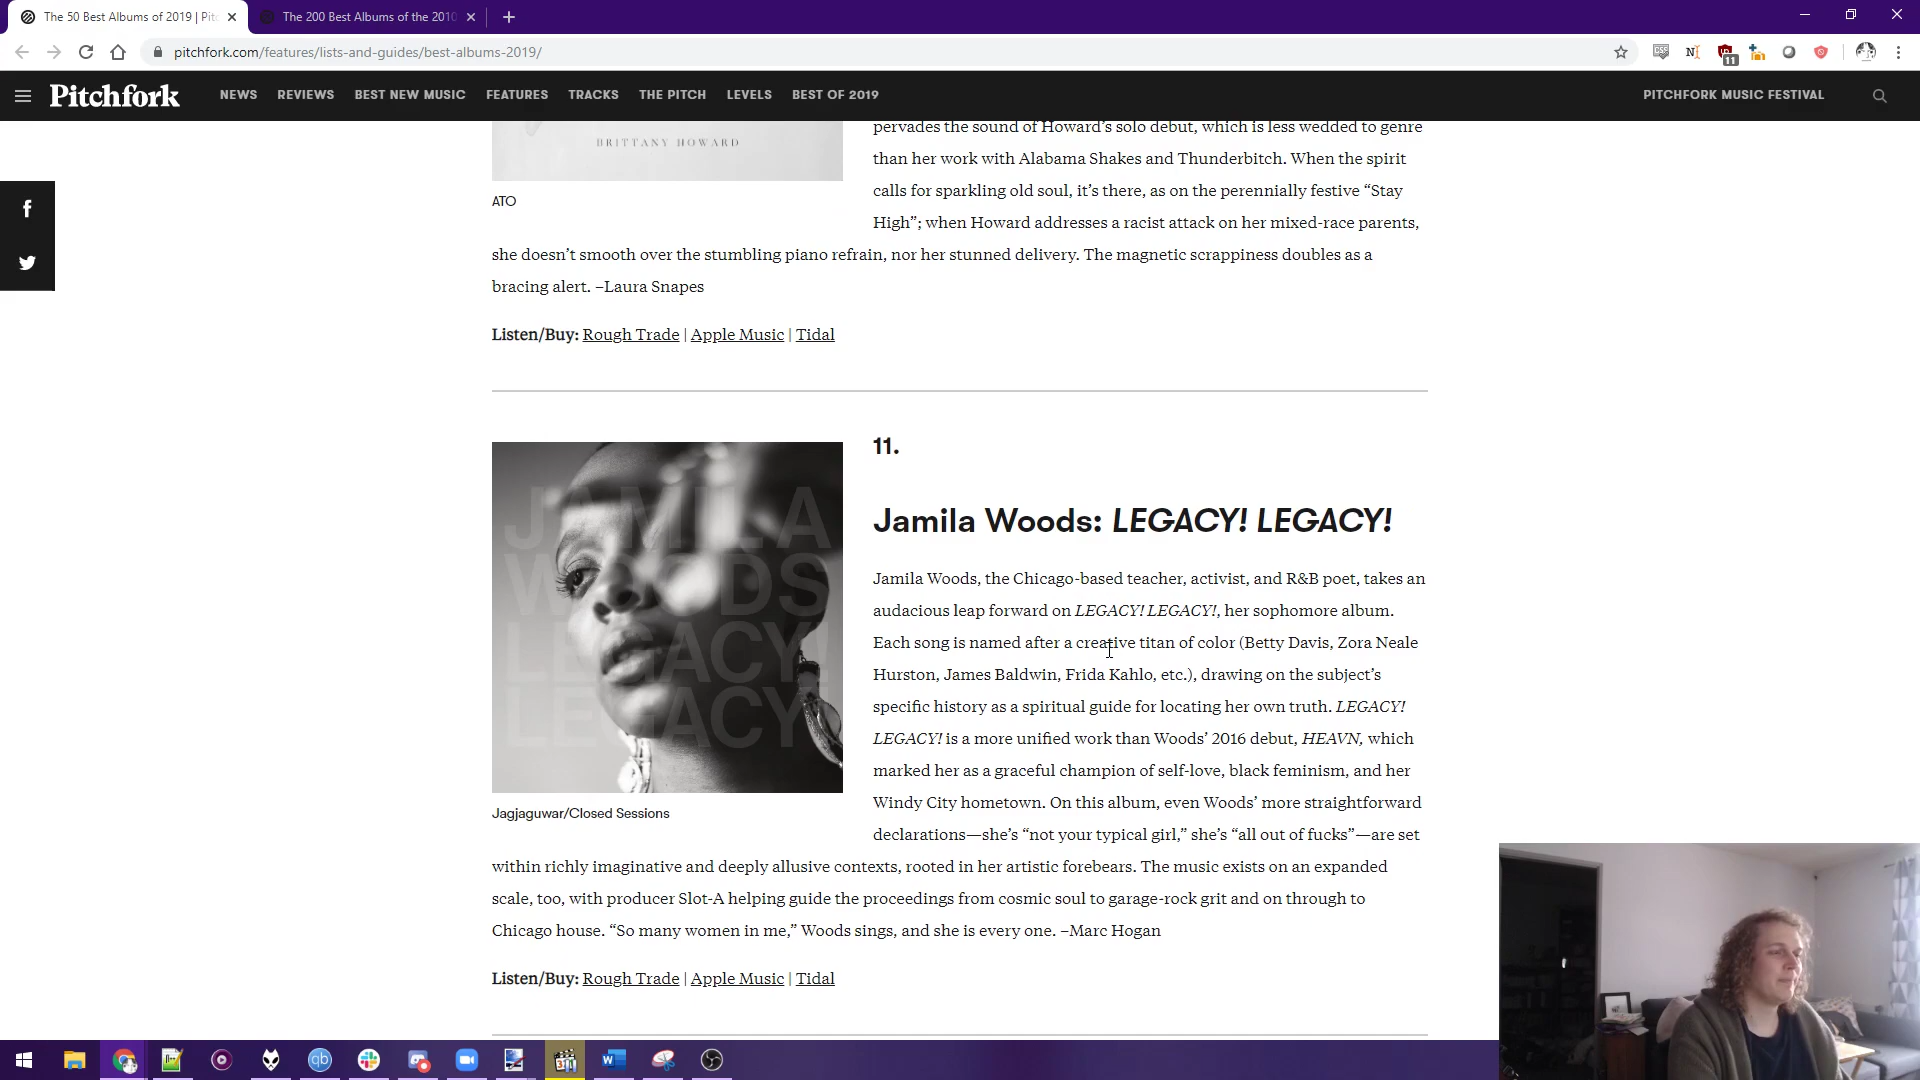 The 50 Best Albums of 2019 | Pitc
The 200 Best Albums of the 2010
pitchfork.com/features/lists-and-guides/best-albums-2019/
11
Pitchfork
NEWS REVIEWS BEST NEW MUSIC FEATURES TRACKS THE PITCH LEVELS BEST OF 2019 PITCHFORK MUSIC FESTIVAL
BRITTANY HOWARD
ATO
pervades the sound of Howard’s solo debut, which is less wedded to genre
than her work with Alabama Shakes and Thunderbitch. When the spirit
calls for sparkling old soul, it’s there, as on the perennially festive “Stay
High”; when Howard addresses a racist attack on her mixed-race parents,
she doesn’t smooth over the stumbling piano refrain, nor her stunned delivery. The magnetic scrappiness doubles as a
bracing alert. –Laura Snapes
Listen/Buy: Rough Trade | Apple Music | Tidal
JAMILA
WOODS
LEGACY!
LEGACY!
Jagjaguwar/Closed Sessions
11.
Jamila Woods: LEGACY! LEGACY!
Jamila Woods, the Chicago-based teacher, activist, and R&B poet, takes an
audacious leap forward on LEGACY! LEGACY!, her sophomore album.
Each song is named after a creative titan of color (Betty Davis, Zora Neale
Hurston, James Baldwin, Frida Kahlo, etc.), drawing on the subject’s
specific history as a spiritual guide for locating her own truth. LEGACY!
LEGACY! is a more unified work than Woods’ 2016 debut, HEAVN, which
marked her as a graceful champion of self-love, black feminism, and her
Windy City hometown. On this album, even Woods’ more straightforward
declarations—she’s “not your typical girl,” she’s “all out of fucks”—are set
within richly imaginative and deeply allusive contexts, rooted in her artistic forebears. The music exists on an expanded
scale, too, with producer Slot-A helping guide the proceedings from cosmic soul to garage-rock grit and on through to
Chicago house. “So many women in me,” Woods sings, and she is every one. –Marc Hogan
Listen/Buy: Rough Trade | Apple Music | Tidal